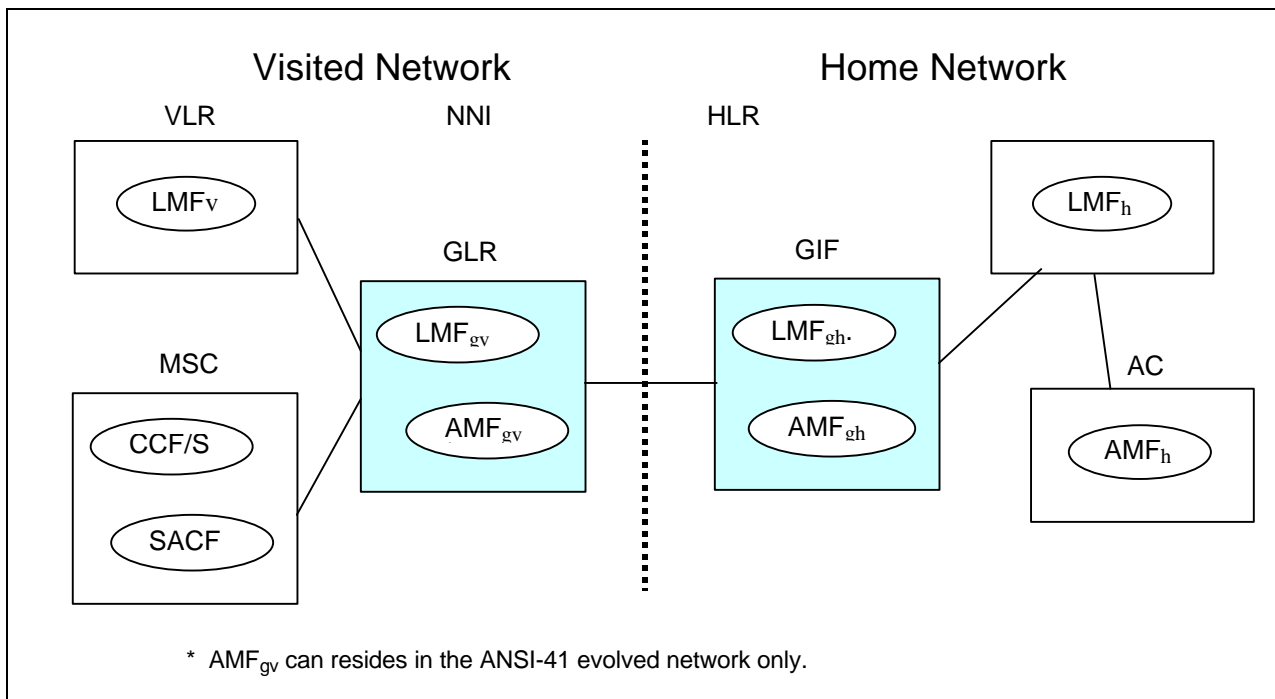 Visited Network Home Network
VLR NNI HLR
LMFv LMFh
GLR GIF
LMFgv LMFgh.
MSC AC
CCF/S AMFgv AMFgh AMFh
SACF
* AMFgv can resides in the ANSI-41 evolved network only.